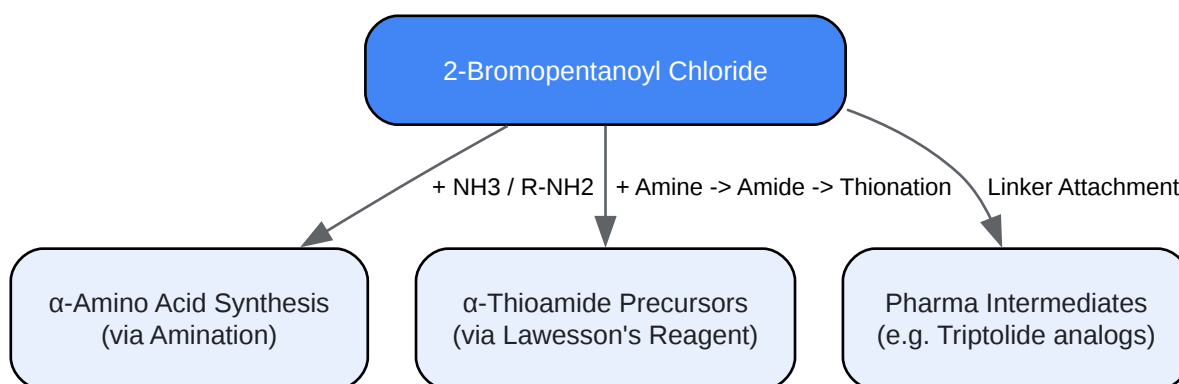 2-Bromopentanoyl Chloride
+ NH3 / R-NH2
+ Amine -> Amide -> Thionation
Linker Attachment
α-Amino Acid Synthesis
(via Amination)
α-Thioamide Precursors
(via Lawesson's Reagent)
Pharma Intermediates
(e.g. Triptolide analogs)